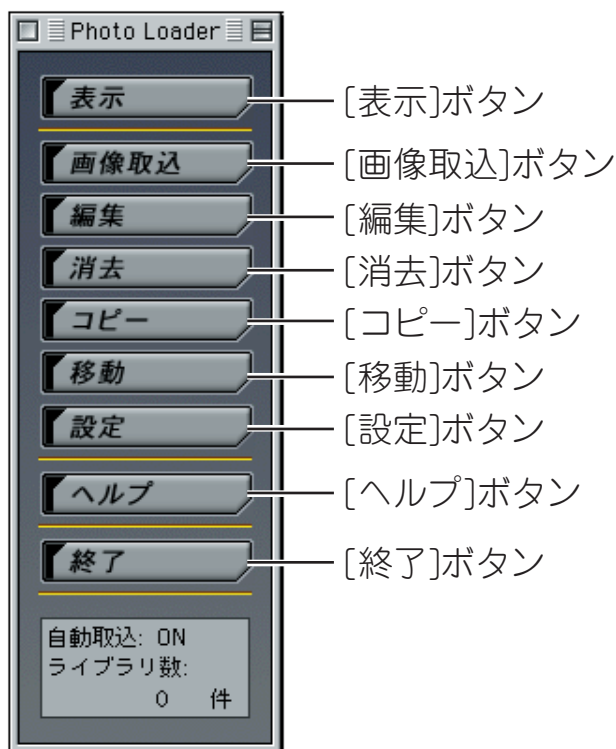 Photo Loader
表示 [表示]ボタン
画像取込 [画像取込]ボタン
編集 [編集]ボタン
消去 [消去]ボタン
コピー [コピー]ボタン
移動 [移動]ボタン
設定 [設定]ボタン
ヘルプ [ヘルプ]ボタン
終了 [終了]ボタン
自動取込: ON
ライブラリ数:
0 件